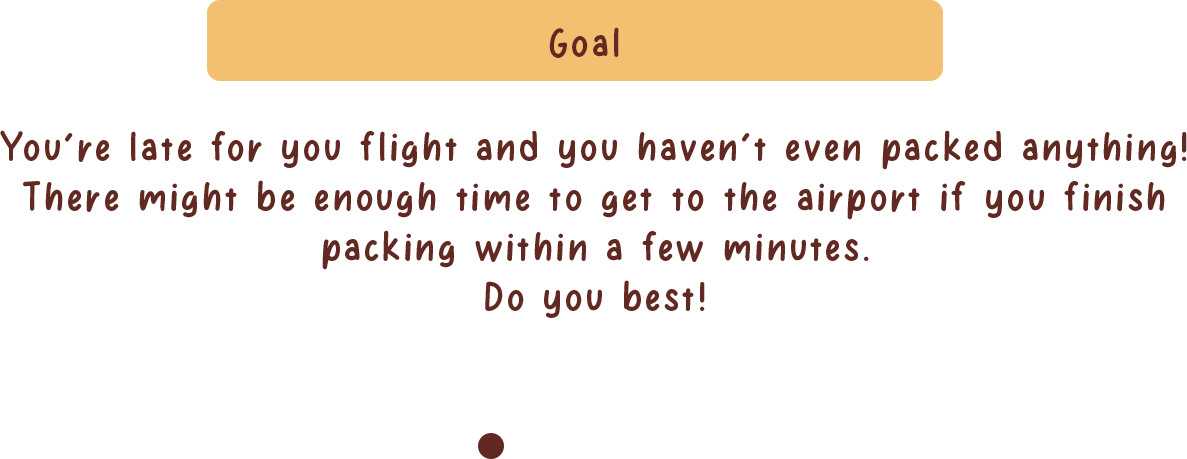 Goal
You're late for you flight and you haven't even packed anything!
There might be enough time to get to the airport if you finish
packing within a few minutes.
Do you best!